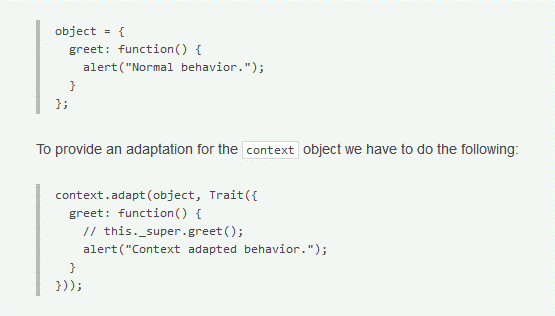 object = {
  greet: function() {
    alert("Normal behavior.");
  }
};
To provide an adaptation for the context object we have to do the following:
context.adapt(object, Trait({
  greet: function() {
    // this._super.greet();
    alert("Context adapted behavior.");
  }
}));